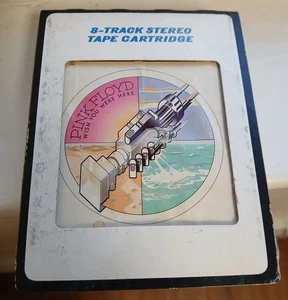 8-TRACK STEREO
TAPE CARTRIDGE
PINK FLOYD
WISH YOU WERE HERE